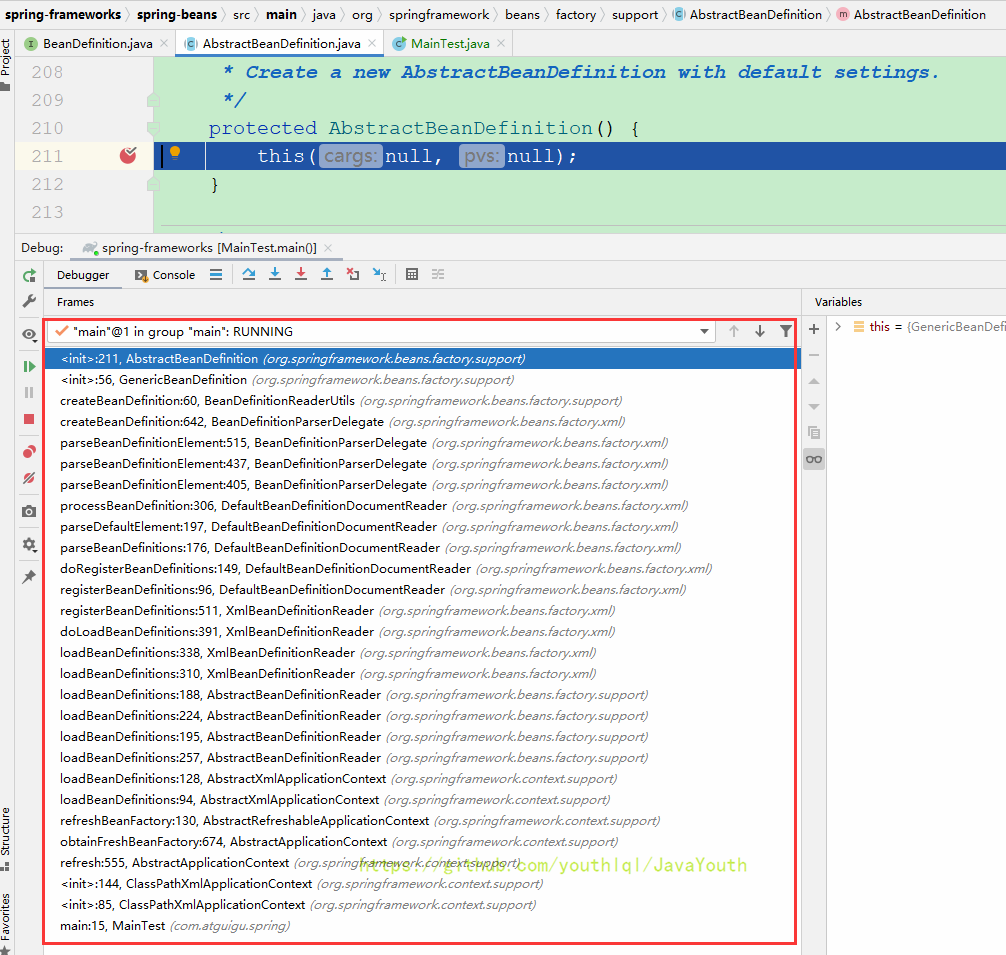 spring-frameworks 〉 spring-beans 〉 src 〉 main 〉 java 〉 org 〉 springframework 〉 beans 〉 factory 〉 support 〉 C AbstractBeanDefinition 〉 m AbstractBeanDefinition
Project
I BeanDefinition.java × C AbstractBeanDefinition.java × C MainTest.java ×
208 * Create a new AbstractBeanDefinition with default settings.
209 */
210 protected AbstractBeanDefinition() {
211 this(cargs: null, pvs: null);
212 }
213
Debug: spring-frameworks [MainTest.main()] ×
Debugger Console
Frames Variables
"main"@1 in group "main": RUNNING
this = {GenericBeanDefi
<init>:211, AbstractBeanDefinition (org.springframework.beans.factory.support)
<init>:56, GenericBeanDefinition (org.springframework.beans.factory.support)
createBeanDefinition:60, BeanDefinitionReaderUtils (org.springframework.beans.factory.support)
createBeanDefinition:642, BeanDefinitionParserDelegate (org.springframework.beans.factory.xml)
parseBeanDefinitionElement:515, BeanDefinitionParserDelegate (org.springframework.beans.factory.xml)
parseBeanDefinitionElement:437, BeanDefinitionParserDelegate (org.springframework.beans.factory.xml)
parseBeanDefinitionElement:405, BeanDefinitionParserDelegate (org.springframework.beans.factory.xml)
processBeanDefinition:306, DefaultBeanDefinitionDocumentReader (org.springframework.beans.factory.xml)
parseDefaultElement:197, DefaultBeanDefinitionDocumentReader (org.springframework.beans.factory.xml)
parseBeanDefinitions:176, DefaultBeanDefinitionDocumentReader (org.springframework.beans.factory.xml)
doRegisterBeanDefinitions:149, DefaultBeanDefinitionDocumentReader (org.springframework.beans.factory.xml)
registerBeanDefinitions:96, DefaultBeanDefinitionDocumentReader (org.springframework.beans.factory.xml)
registerBeanDefinitions:511, XmlBeanDefinitionReader (org.springframework.beans.factory.xml)
doLoadBeanDefinitions:391, XmlBeanDefinitionReader (org.springframework.beans.factory.xml)
loadBeanDefinitions:338, XmlBeanDefinitionReader (org.springframework.beans.factory.xml)
loadBeanDefinitions:310, XmlBeanDefinitionReader (org.springframework.beans.factory.xml)
loadBeanDefinitions:188, AbstractBeanDefinitionReader (org.springframework.beans.factory.support)
loadBeanDefinitions:224, AbstractBeanDefinitionReader (org.springframework.beans.factory.support)
loadBeanDefinitions:195, AbstractBeanDefinitionReader (org.springframework.beans.factory.support)
loadBeanDefinitions:257, AbstractBeanDefinitionReader (org.springframework.beans.factory.support)
loadBeanDefinitions:128, AbstractXmlApplicationContext (org.springframework.context.support)
loadBeanDefinitions:94, AbstractXmlApplicationContext (org.springframework.context.support)
refreshBeanFactory:130, AbstractRefreshableApplicationContext (org.springframework.context.support)
obtainFreshBeanFactory:674, AbstractApplicationContext (org.springframework.context.support)
refresh:555, AbstractApplicationContext (org.springframework.context.support)
https://github.com/youthlql/JavaYouth
<init>:144, ClassPathXmlApplicationContext (org.springframework.context.support)
<init>:85, ClassPathXmlApplicationContext (org.springframework.context.support)
main:15, MainTest (com.atguigu.spring)
Structure
Favorites